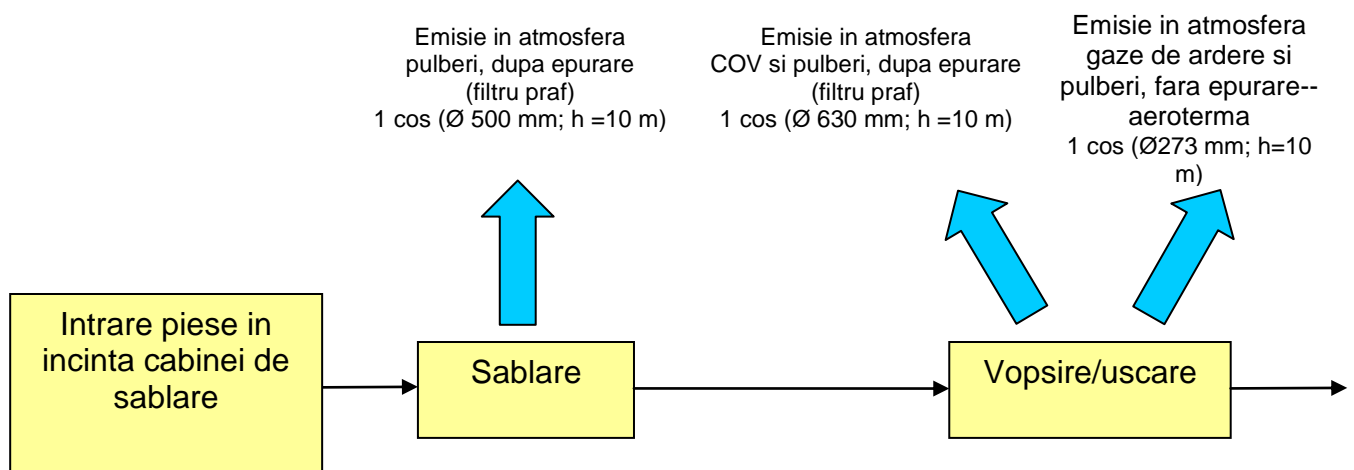 Emisie in atmosfera
pulberi, dupa epurare
(filtru praf)
1 cos (Ø 500 mm; h =10 m)
Emisie in atmosfera
COV si pulberi, dupa epurare
(filtru praf)
1 cos (Ø 630 mm; h =10 m)
Emisie in atmosfera
gaze de ardere si
pulberi, fara epurare--
aeroterma
1 cos (Ø273 mm; h=10
m)
Intrare piese in
incinta cabinei de
sablare
Sablare
Vopsire/uscare